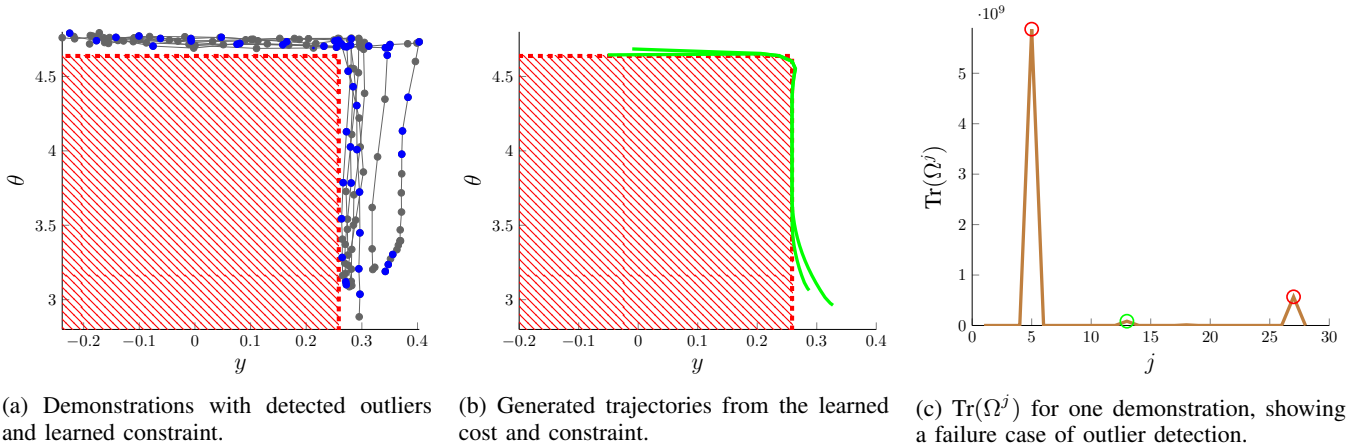 −0.2 −0.1 0 0.1 0.2 0.3 0.4
3
3.5
4
4.5
y
θ
(a) Demonstrations with detected outliers
and learned constraint.
−0.2 −0.1 0 0.1 0.2 0.3 0.4
3
3.5
4
4.5
y
θ
(b) Generated trajectories from the learned
cost and constraint.
0 5 10 15 20 25 30
0
1
2
3
4
5
·10⁹
j
Tr(Ωʲ)
(c) Tr(Ωʲ) for one demonstration, showing
a failure case of outlier detection.